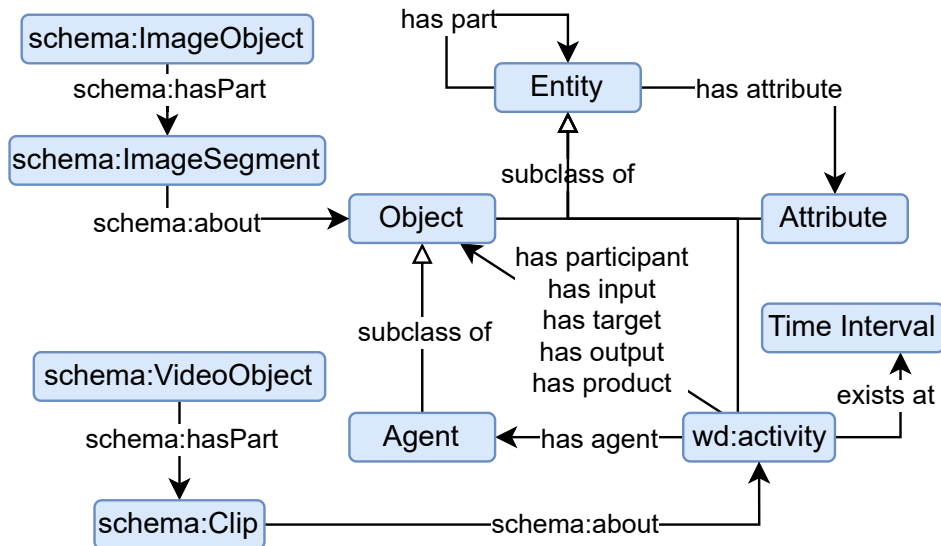 has part
schema:ImageObject
schema:hasPart
Entity
has attribute
schema:ImageSegment
subclass of
schema:about
Object
Attribute
has participant
has input
has target
has output
has product
subclass of
Time Interval
schema:VideoObject
exists at
schema:hasPart
Agent
has agent
wd:activity
schema:Clip
schema:about